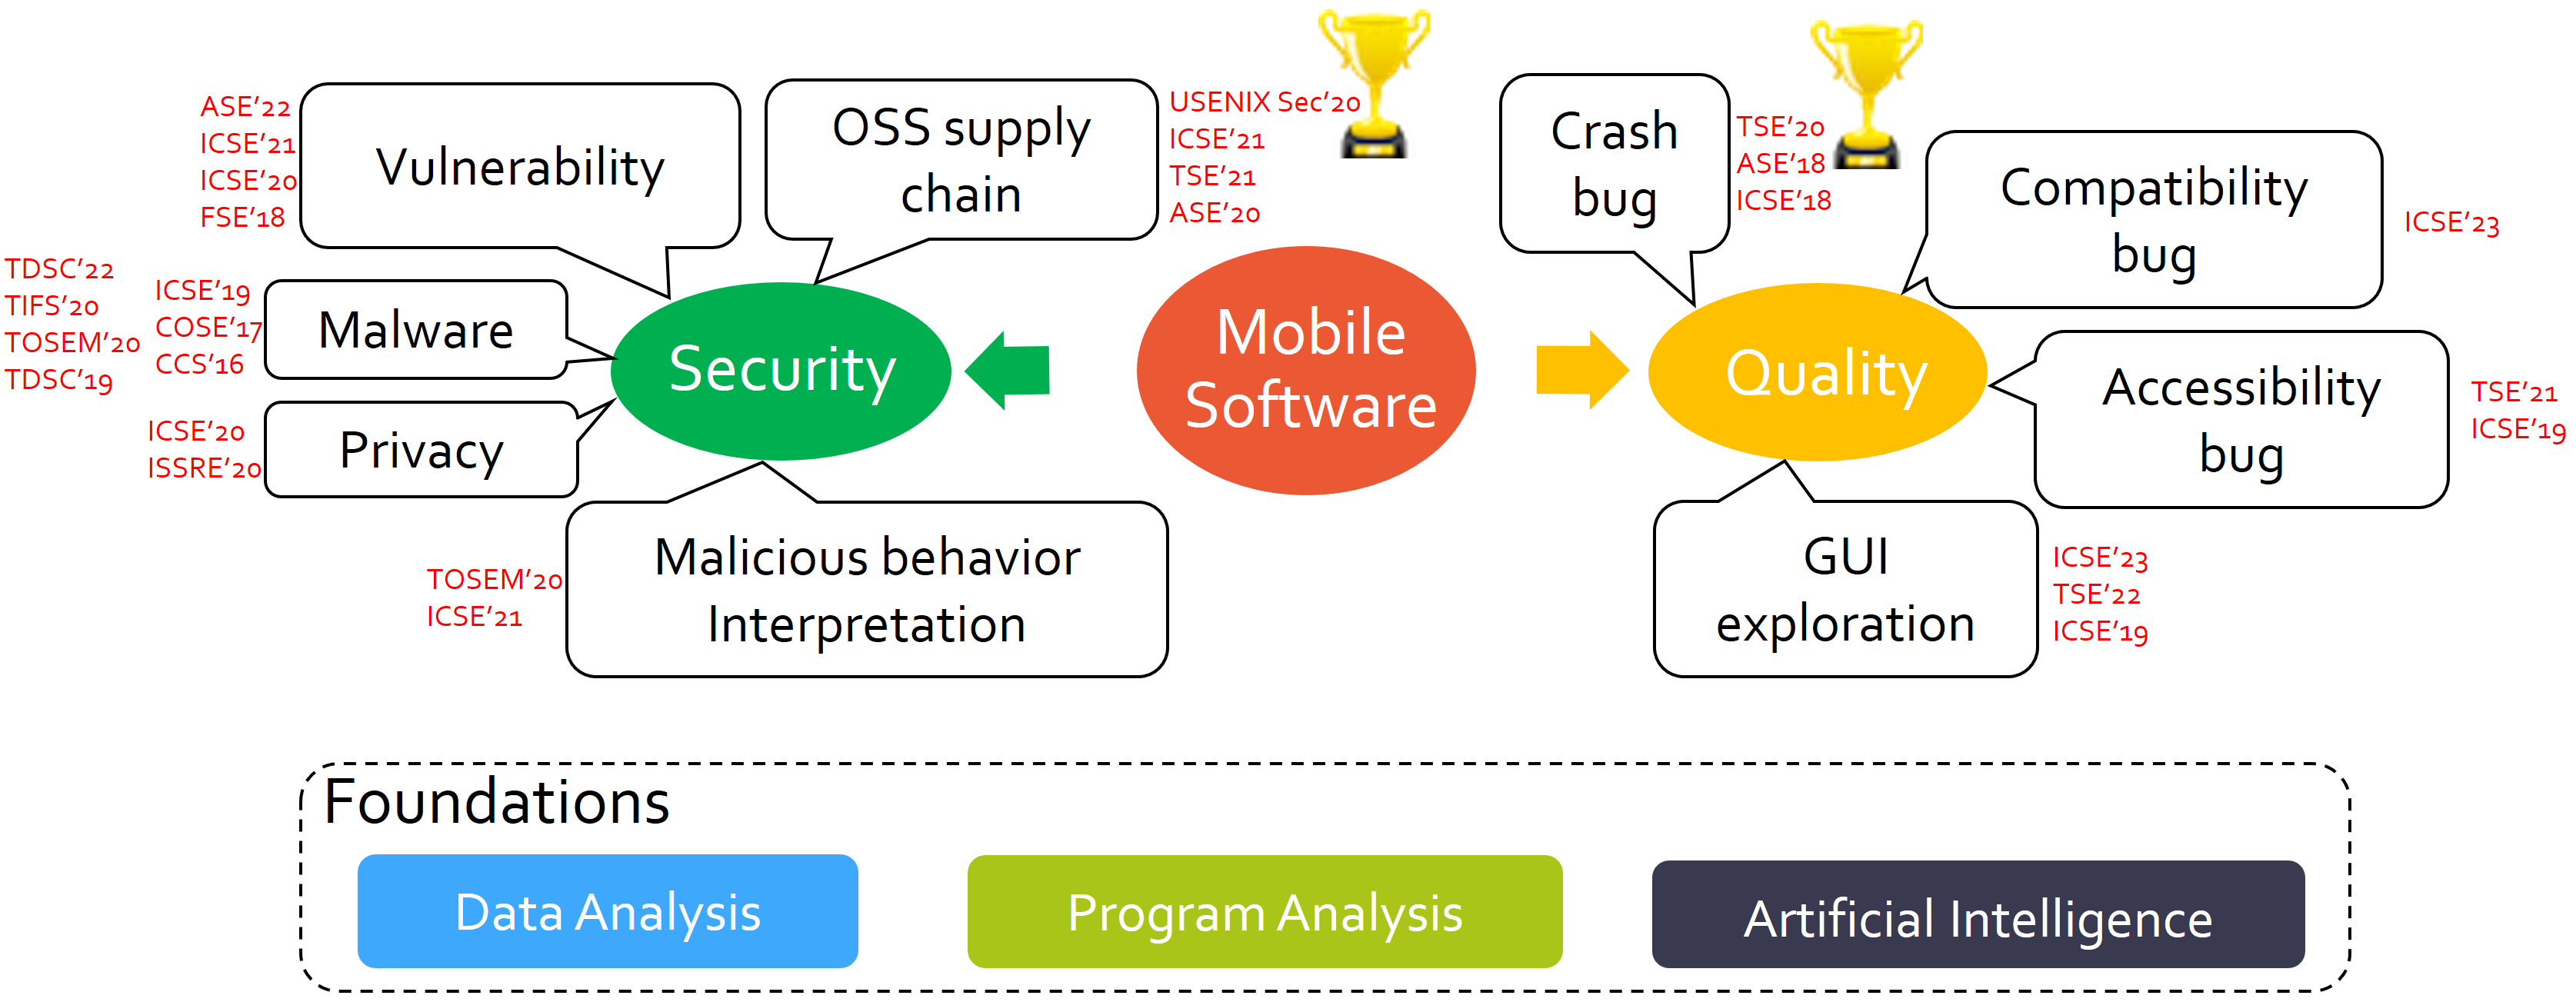 ASE'22
ICSE'21
ICSE'20
FSE'18
Vulnerability
OSS supply
chain
USENIX Sec'20
ICSE'21
TSE'21
ASE'20
Crash
bug
TSE'20
ASE'18
ICSE'18
Compatibility
bug
ICSE'23
TDSC'22
TIFS'20
TOSEM'20
TDSC'19
ICSE'19
COSE'17
CCS'16
Malware
Security
Mobile
Software
Quality
Accessibility
bug
TSE'21
ICSE'19
ICSE'20
ISSRE'20
Privacy
TOSEM'20
ICSE'21
Malicious behavior
Interpretation
GUI
exploration
ICSE'23
TSE'22
ICSE'19
Foundations
Data Analysis
Program Analysis
Artificial Intelligence